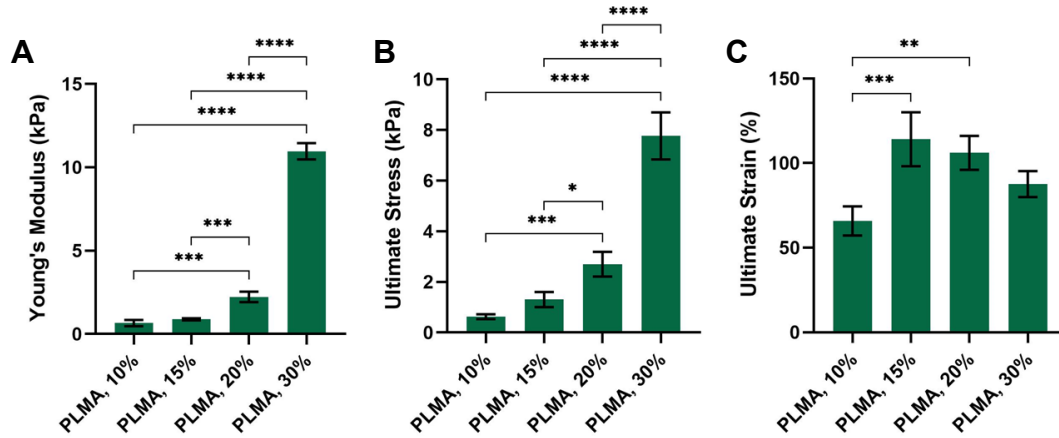 A
Young's Modulus (kPa)
15
10
5
0
****
****
****
***
***
PLMA, 10%
PLMA, 15%
PLMA, 20%
PLMA, 30%
B
Ultimate Stress (kPa)
10
8
6
4
2
0
****
****
****
*
***
PLMA, 10%
PLMA, 15%
PLMA, 20%
PLMA, 30%
C
Ultimate Strain (%)
150
100
50
0
**
***
PLMA, 10%
PLMA, 15%
PLMA, 20%
PLMA, 30%